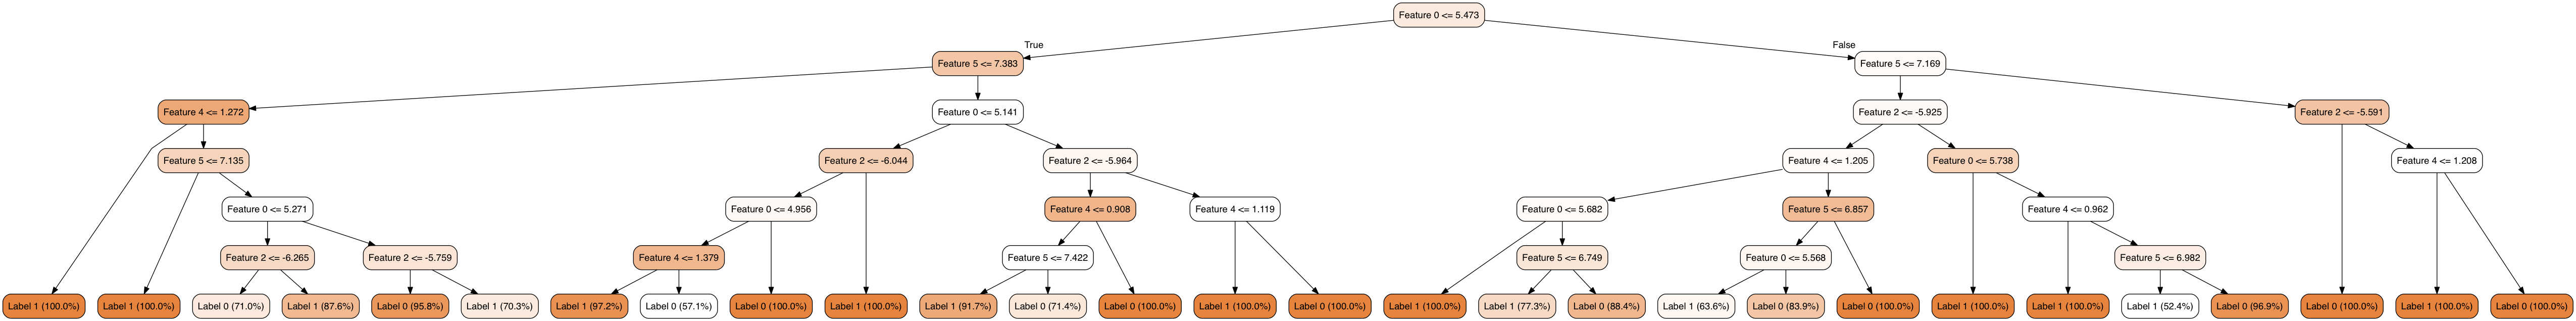 Feature 0 <= 5.473
True
False
Feature 5 <= 7.383
Feature 5 <= 7.169
Feature 4 <= 1.272
Feature 0 <= 5.141
Feature 2 <= -5.925
Feature 2 <= -5.591
Feature 5 <= 7.135
Feature 2 <= -6.044
Feature 2 <= -5.964
Feature 4 <= 1.205
Feature 0 <= 5.738
Feature 4 <= 1.208
Feature 0 <= 5.271
Feature 0 <= 4.956
Feature 4 <= 0.908
Feature 4 <= 1.119
Feature 0 <= 5.682
Feature 5 <= 6.857
Feature 4 <= 0.962
Feature 2 <= -6.265
Feature 2 <= -5.759
Feature 4 <= 1.379
Feature 5 <= 7.422
Feature 5 <= 6.749
Feature 0 <= 5.568
Feature 5 <= 6.982
Label 1 (100.0%)
Label 1 (100.0%)
Label 0 (71.0%)
Label 1 (87.6%)
Label 0 (95.8%)
Label 1 (70.3%)
Label 1 (97.2%)
Label 0 (57.1%)
Label 0 (100.0%)
Label 1 (100.0%)
Label 1 (91.7%)
Label 0 (71.4%)
Label 0 (100.0%)
Label 1 (100.0%)
Label 0 (100.0%)
Label 1 (100.0%)
Label 1 (77.3%)
Label 0 (88.4%)
Label 1 (63.6%)
Label 0 (83.9%)
Label 0 (100.0%)
Label 1 (100.0%)
Label 1 (100.0%)
Label 1 (52.4%)
Label 0 (96.9%)
Label 0 (100.0%)
Label 1 (100.0%)
Label 0 (100.0%)